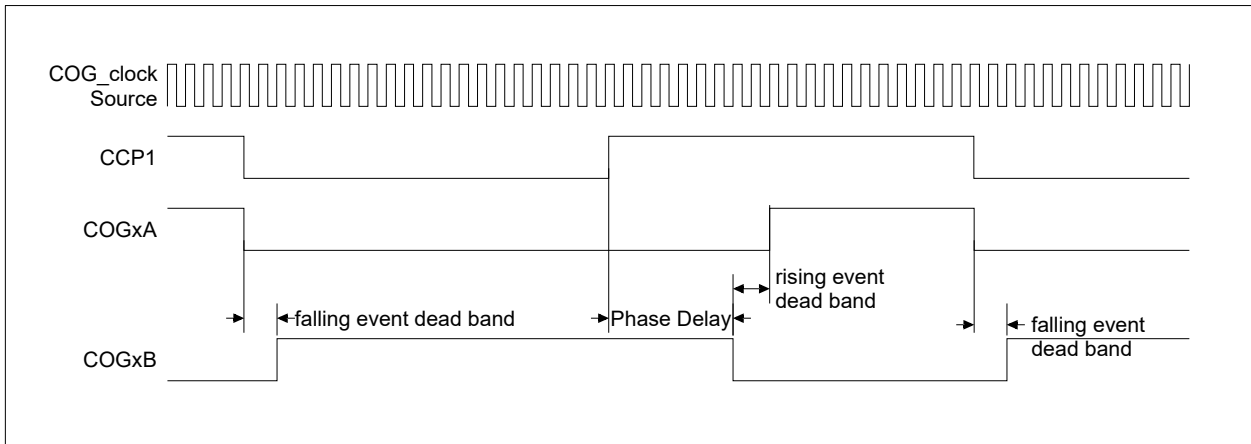 COG_clock
Source
CCP1
COGxA
rising event
dead band
falling event dead band
Phase Delay
falling event
dead band
COGxB